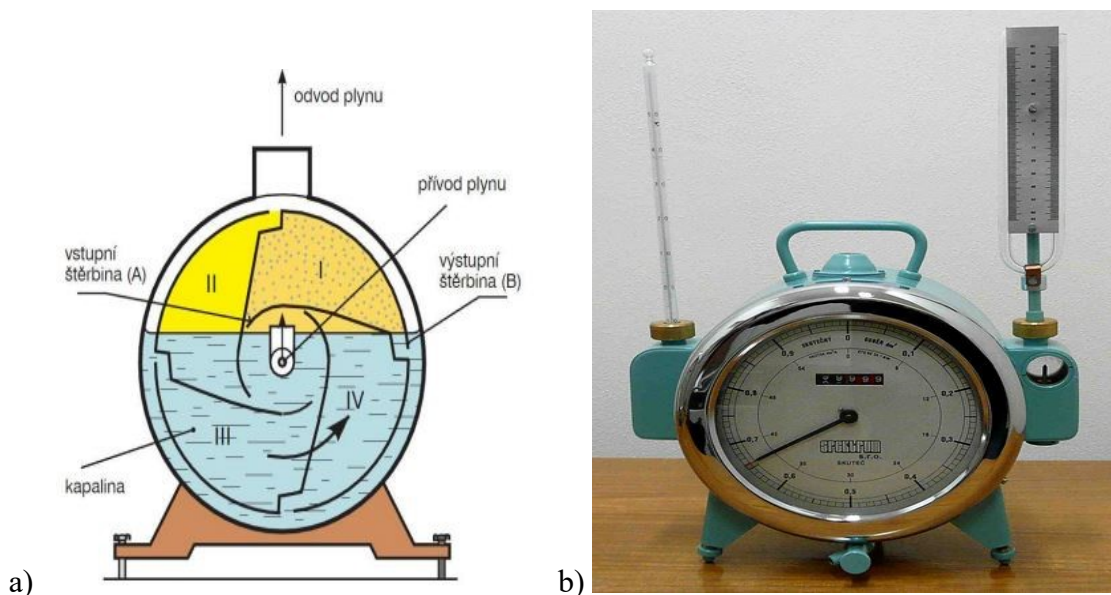 odvod plynu
přívod plynu
vstupní
štěrbina (A)
výstupní
štěrbina (B)
I
II
III
IV
kapalina
a)
b)
0
0,1
0,2
0,3
0,4
0,5
0,6
0,7
0,8
0,9
SPEKTRUM
s.r.o.
SKUTEČ